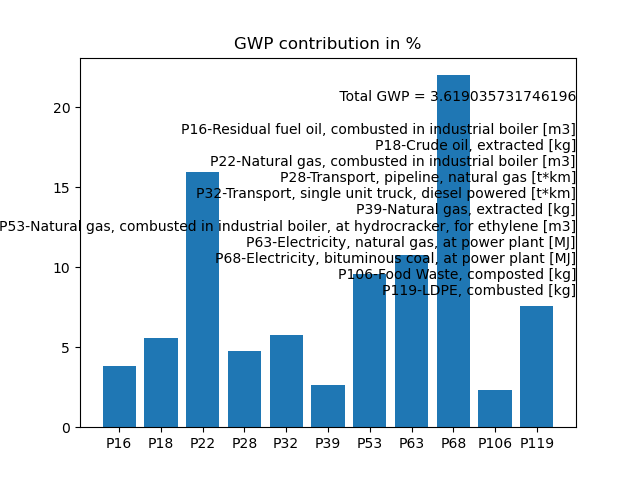 GWP contribution in %
Total GWP = 3.619035731746196
P16-Residual fuel oil, combusted in industrial boiler [m3]
P18-Crude oil, extracted [kg]
P22-Natural gas, combusted in industrial boiler [m3]
P28-Transport, pipeline, natural gas [t*km]
P32-Transport, single unit truck, diesel powered [t*km]
P39-Natural gas, extracted [kg]
P53-Natural gas, combusted in industrial boiler, at hydrocracker, for ethylene [m3]
P63-Electricity, natural gas, at power plant [MJ]
P68-Electricity, bituminous coal, at power plant [MJ]
P106-Food Waste, composted [kg]
P119-LDPE, combusted [kg]
20
15
10
5
0
P16 P18 P22 P28 P32 P39 P53 P63 P68 P106 P119